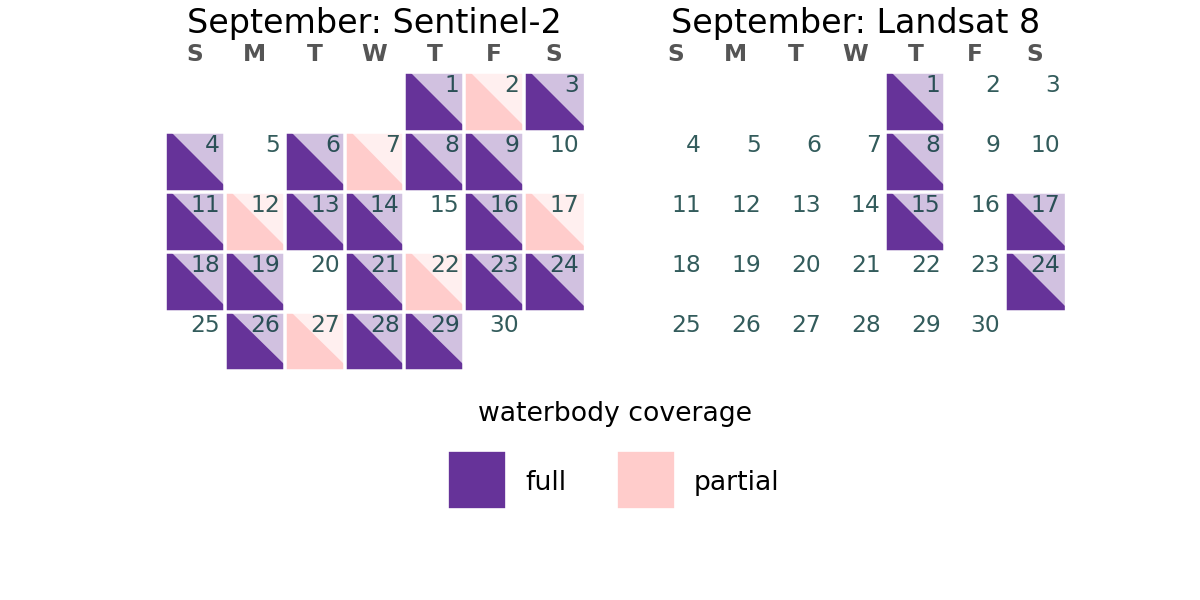 September: Sentinel-2
S M T W T F S
1 2 3
4 5 6 7 8 9 10
11 12 13 14 15 16 17
18 19 20 21 22 23 24
25 26 27 28 29 30
September: Landsat 8
S M T W T F S
1 2 3
4 5 6 7 8 9 10
11 12 13 14 15 16 17
18 19 20 21 22 23 24
25 26 27 28 29 30
waterbody coverage
full partial